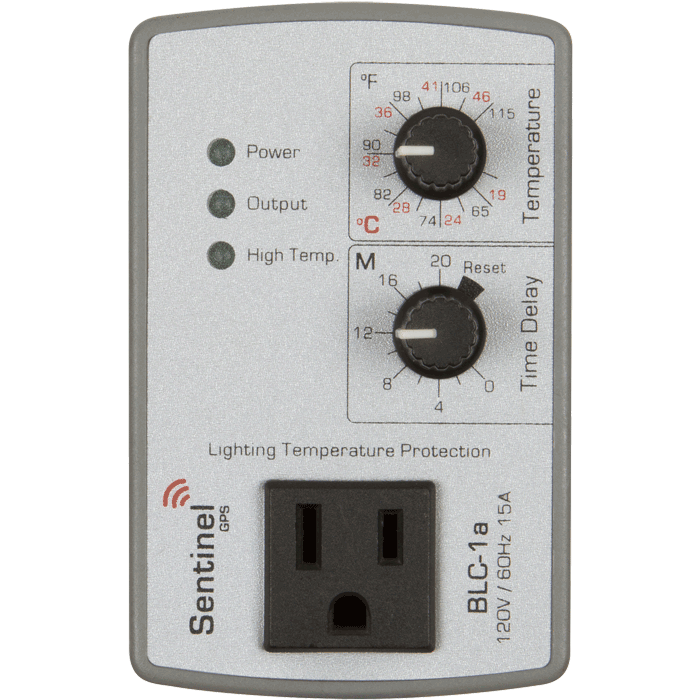 °F
41
106
98
46
36
115
90
32
82
19
28
65
°C
74
24
Temperature
Power
Output
High Temp.
M
20
Reset
16
12
8
0
4
Time Delay
Lighting Temperature Protection
Sentinel
GPS
BLC-1a
120V / 60Hz 15A